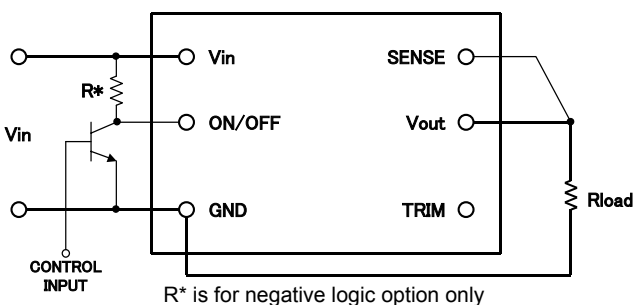 Vin
SENSE
R*
ON/OFF
Vout
Vin
GND
TRIM
Rload
CONTROL
INPUT
R* is for negative logic option only